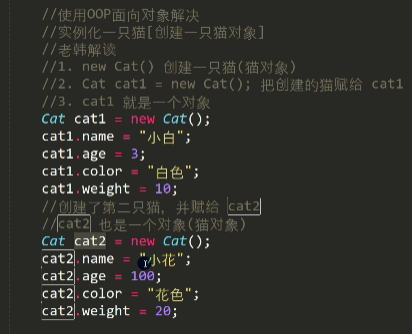 //使用OOP面向对象解决
//实例化一只猫[创建一只猫对象]
//老韩解读
//1. new Cat() 创建一只猫(猫对象)
//2. Cat cat1 = new Cat(); 把创建的猫赋给 cat1
//3. cat1 就是一个对象
Cat cat1 = new Cat();
cat1.name = "小白";
cat1.age = 3;
cat1.color = "白色";
cat1.weight = 10;
//创建了第二只猫，并赋给 cat2
//cat2 也是一个对象(猫对象)
Cat cat2 = new Cat();
cat2.name = "小花";
cat2.age = 100;
cat2.color = "花色";
cat2.weight = 20;